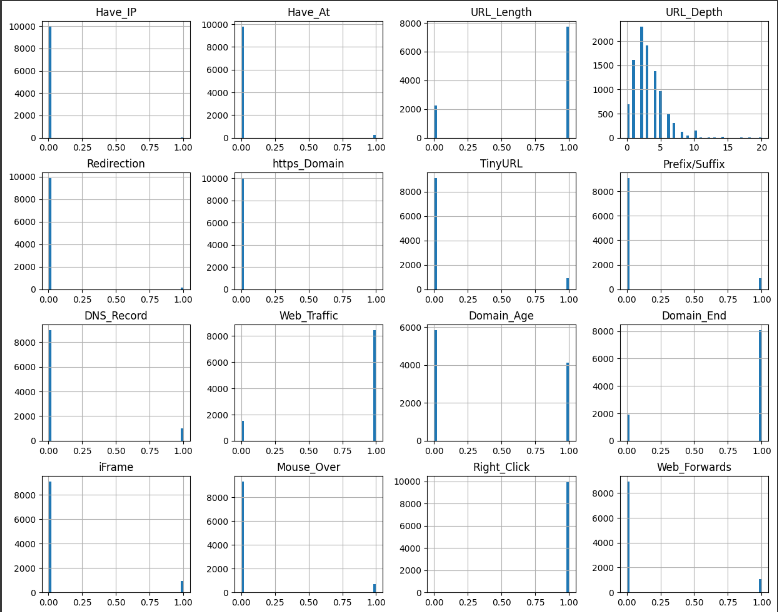 Have_IP Have_At URL_Length URL_Depth
10000 10000 8000
8000 8000 6000 2000
6000 6000 4000 1500
4000 4000 1000
2000 2000 2000 500
0 0 0 0
0.00 0.25 0.50 0.75 1.00 0.00 0.25 0.50 0.75 1.00 0.00 0.25 0.50 0.75 1.00 0 5 10 15 20
Redirection https_Domain TinyURL Prefix/Suffix
10000 10000
8000 8000 8000 8000
6000 6000 6000 6000
4000 4000 4000 4000
2000 2000 2000 2000
0 0 0 0
0.00 0.25 0.50 0.75 1.00 0.00 0.25 0.50 0.75 1.00 0.00 0.25 0.50 0.75 1.00 0.00 0.25 0.50 0.75 1.00
DNS_Record Web_Traffic Domain_Age Domain_End
8000 8000 6000 8000
6000 6000 4000 6000
4000 4000 4000
2000 2000 2000 2000
0 0 0 0
0.00 0.25 0.50 0.75 1.00 0.00 0.25 0.50 0.75 1.00 0.00 0.25 0.50 0.75 1.00 0.00 0.25 0.50 0.75 1.00
iFrame Mouse_Over Right_Click Web_Forwards
10000
8000 8000 8000 8000
6000 6000 6000 6000
4000 4000 4000 4000
2000 2000 2000 2000
0 0 0 0
0.00 0.25 0.50 0.75 1.00 0.00 0.25 0.50 0.75 1.00 0.00 0.25 0.50 0.75 1.00 0.00 0.25 0.50 0.75 1.00